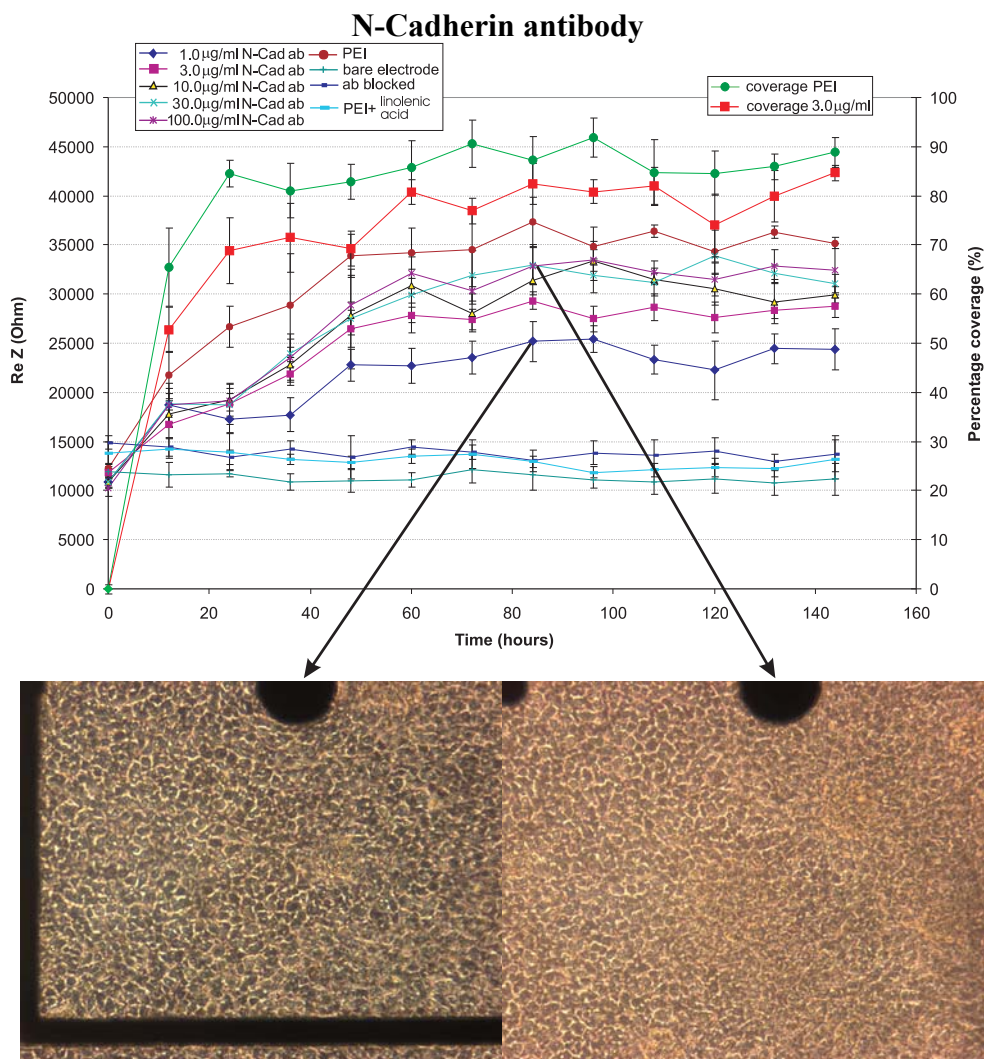 N-Cadherin antibody
1.0μg/ml N-Cad ab
3.0μg/ml N-Cad ab
10.0μg/ml N-Cad ab
30.0μg/ml N-Cad ab
100.0μg/ml N-Cad ab
PEI
bare electrode
ab blocked
PEI+ linolenic acid
coverage PEI
coverage 3.0μg/ml
Re Z (Ohm)
50000
45000
40000
35000
30000
25000
20000
15000
10000
5000
0
100
90
80
70
60
50
40
30
20
10
0
Percentage coverage (%)
0 20 40 60 80 100 120 140 160
Time (hours)